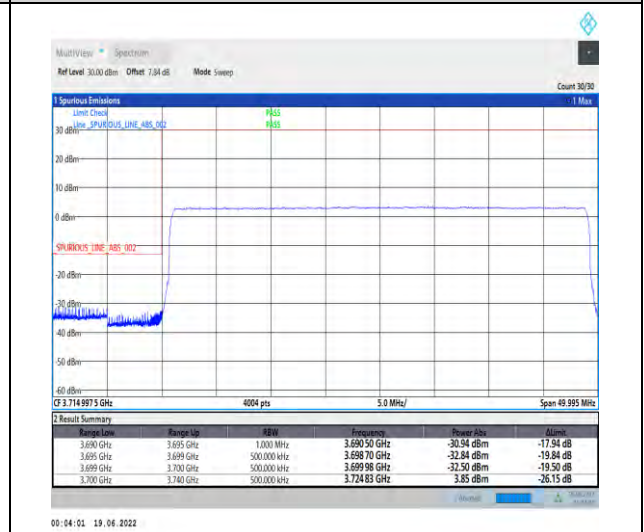 MultiView Spectrum
Ref Level 30.00 dBm Offset 7.84 dB Mode Sweep
Count 30/30
1 Spurious Emissions 1 Max
Limit Check PASS
Line _SPURIOUS_LINE_ABS_002 PASS
30 dBm
20 dBm
10 dBm
0 dBm
SPURIOUS_LINE_ABS_002
-20 dBm
-30 dBm
-40 dBm
-50 dBm
-60 dBm
CF 3.7149975 GHz 4004 pts 5.0 MHz/ Span 49.995 MHz
2 Result Summary
Range Low Range Up RBW Frequency Power Abs ΔLimit
3.690 GHz 3.695 GHz 1.000 MHz 3.690 50 GHz -30.94 dBm -17.94 dB
3.695 GHz 3.699 GHz 500.000 kHz 3.698 70 GHz -32.84 dBm -19.84 dB
3.699 GHz 3.700 GHz 500.000 kHz 3.699 98 GHz -32.50 dBm -19.50 dB
3.700 GHz 3.740 GHz 500.000 kHz 3.724 83 GHz 3.85 dBm -26.15 dB
00:04:01 19.06.2022